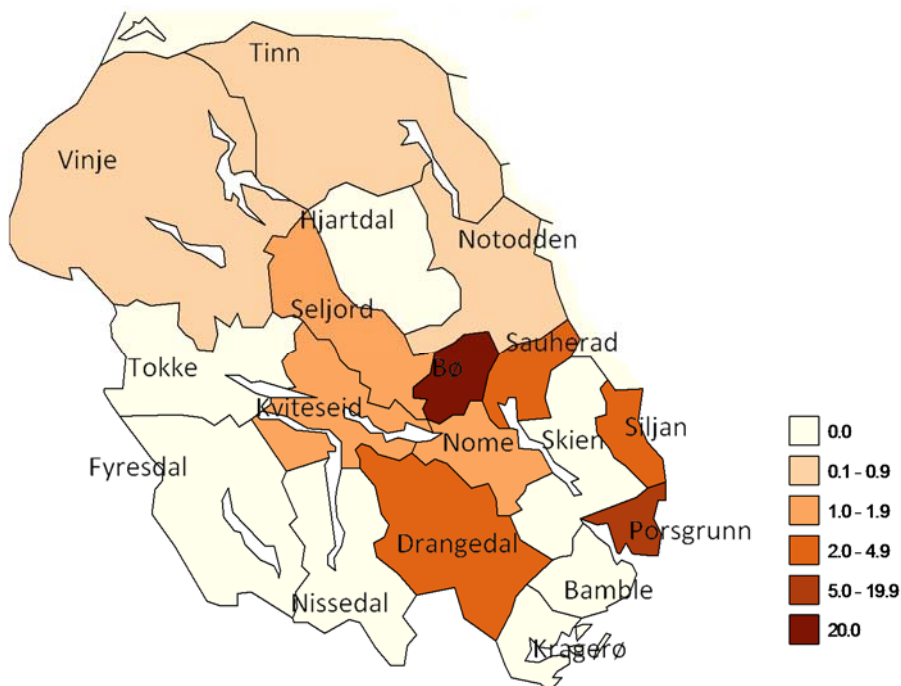 Tinn
Vinje
Hjartdal
Notodden
Seljord
Sauherad
Tokke
Bø
Kviteseid
Nome
Skien
Siljan
Fyresdal
Drangedal
Porsgrunn
Nissedal
Bamble
Kragerø
0.0
0.1 - 0.9
1.0 - 1.9
2.0 - 4.9
5.0 - 19.9
20.0